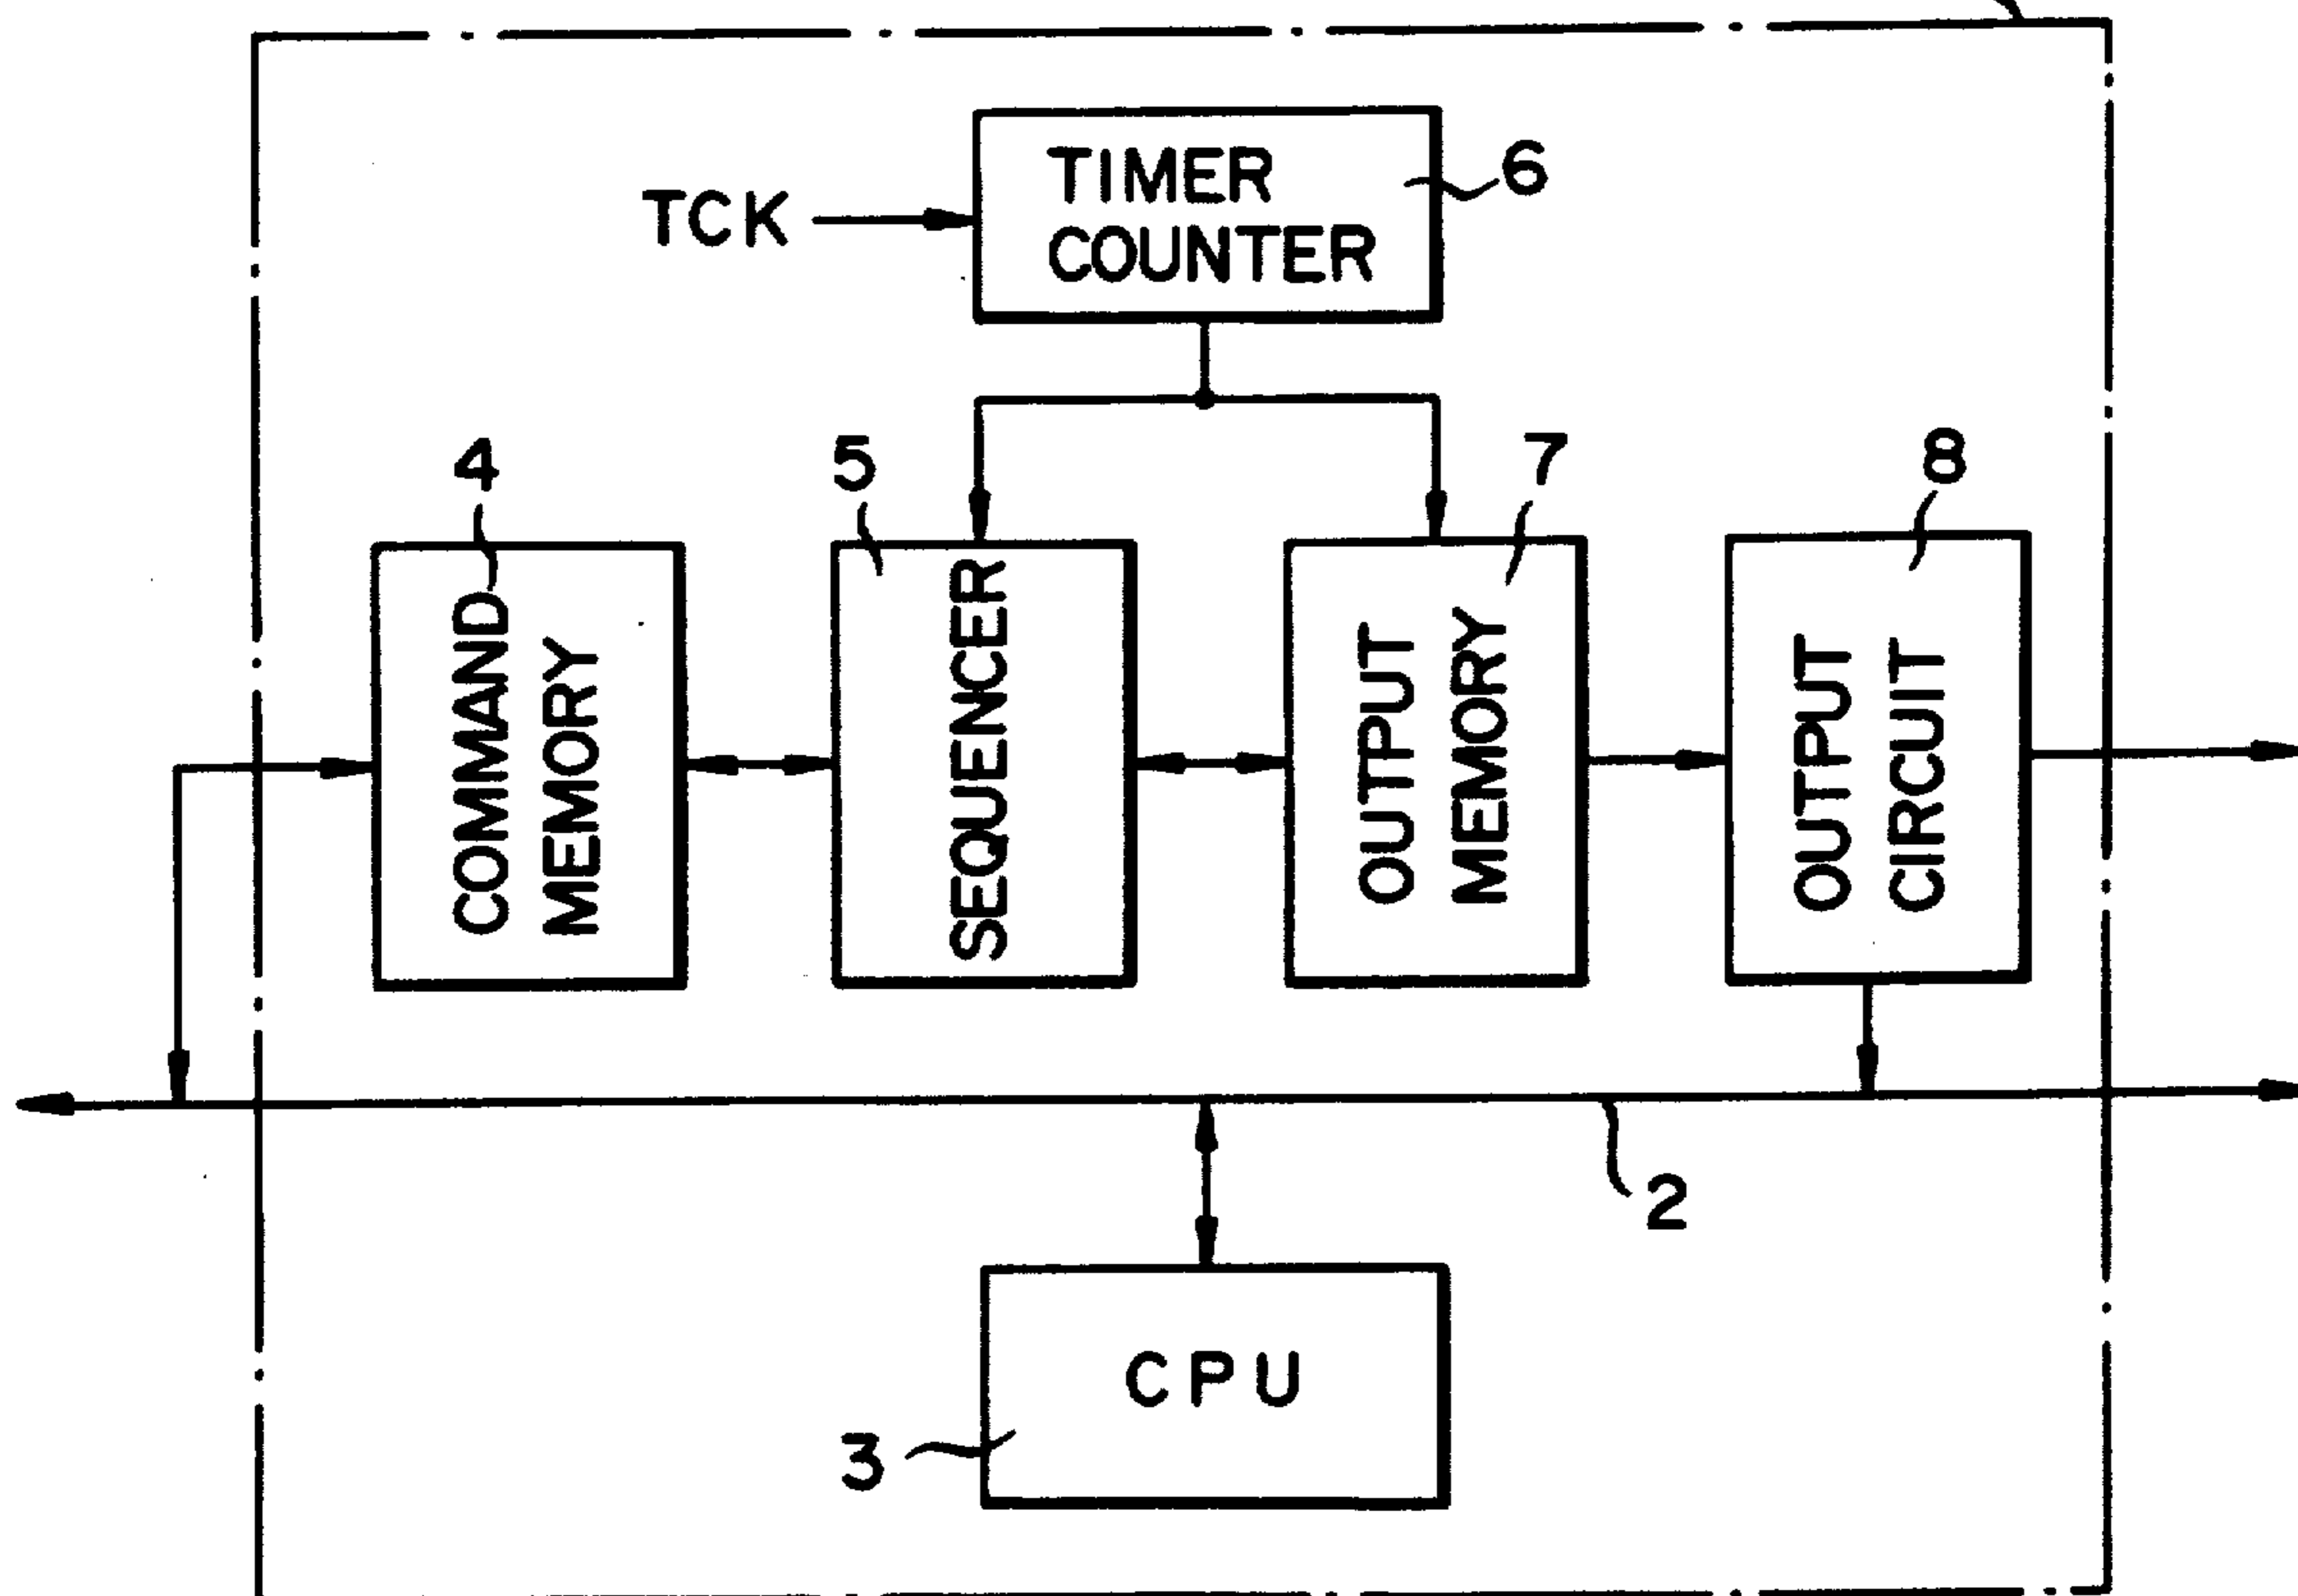 TIMER
COUNTER
6
TCK
4
5
7
8
COMMAND
MEMORY
SEQUENCER
OUTPUT
MEMORY
OUTPUT
CIRCUIT
2
CPU
3